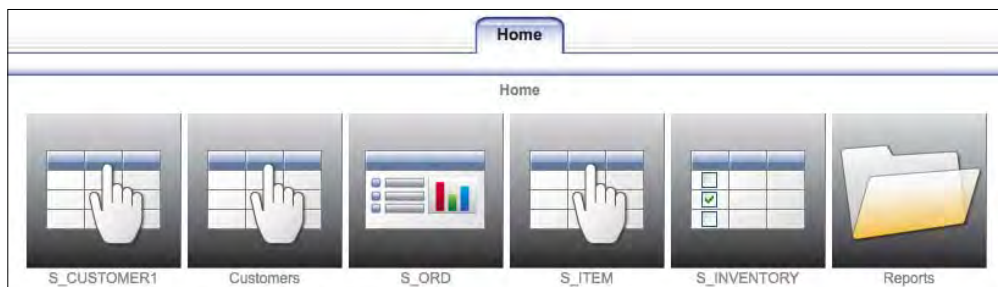 Home
Home
S_CUSTOMER1 Customers S_ORD S_ITEM S_INVENTORY Reports